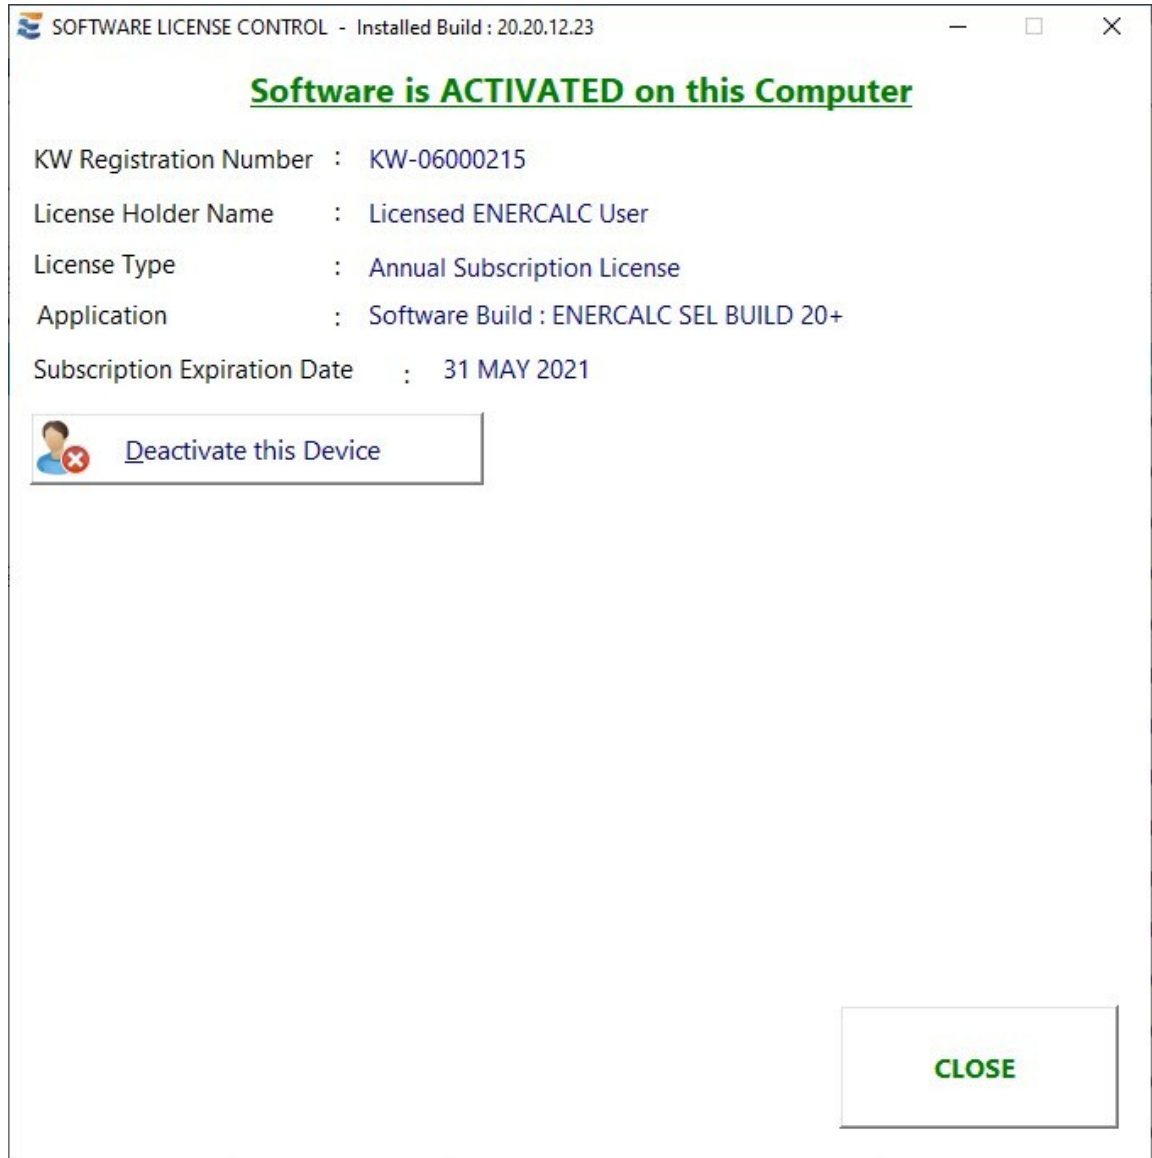 SOFTWARE LICENSE CONTROL - Installed Build : 20.20.12.23
Software is ACTIVATED on this Computer
KW Registration Number : KW-06000215
License Holder Name : Licensed ENERCALC User
License Type : Annual Subscription License
Application : Software Build : ENERCALC SEL BUILD 20+
Subscription Expiration Date : 31 MAY 2021
Deactivate this Device
CLOSE